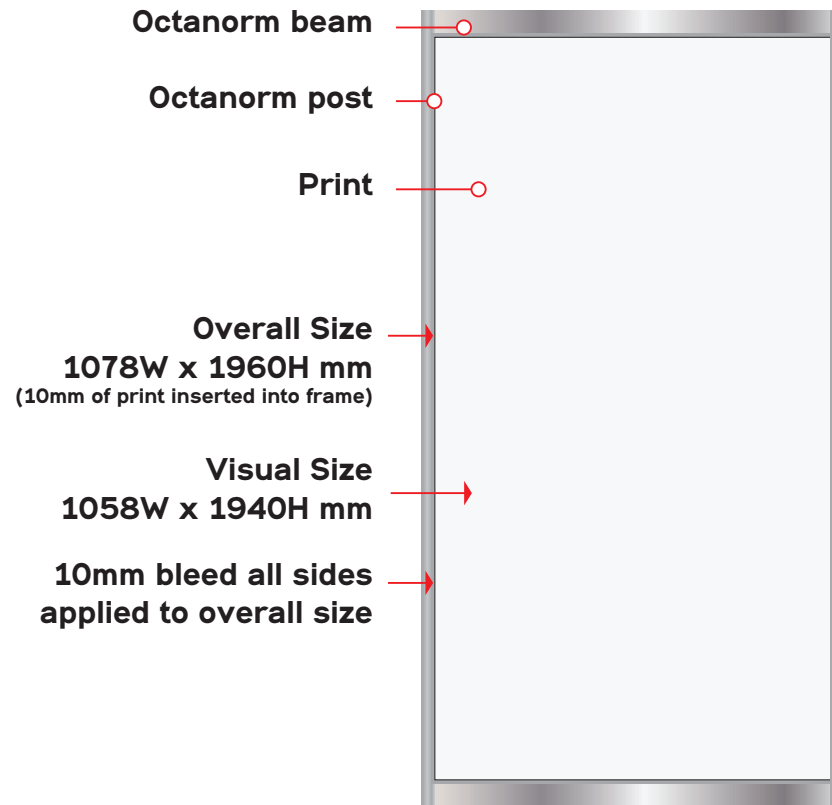 Octanorm beam
Octanorm post
Print
Overall Size
1078W x 1960H mm
(10mm of print inserted into frame)
Visual Size
1058W x 1940H mm
10mm bleed all sides
applied to overall size